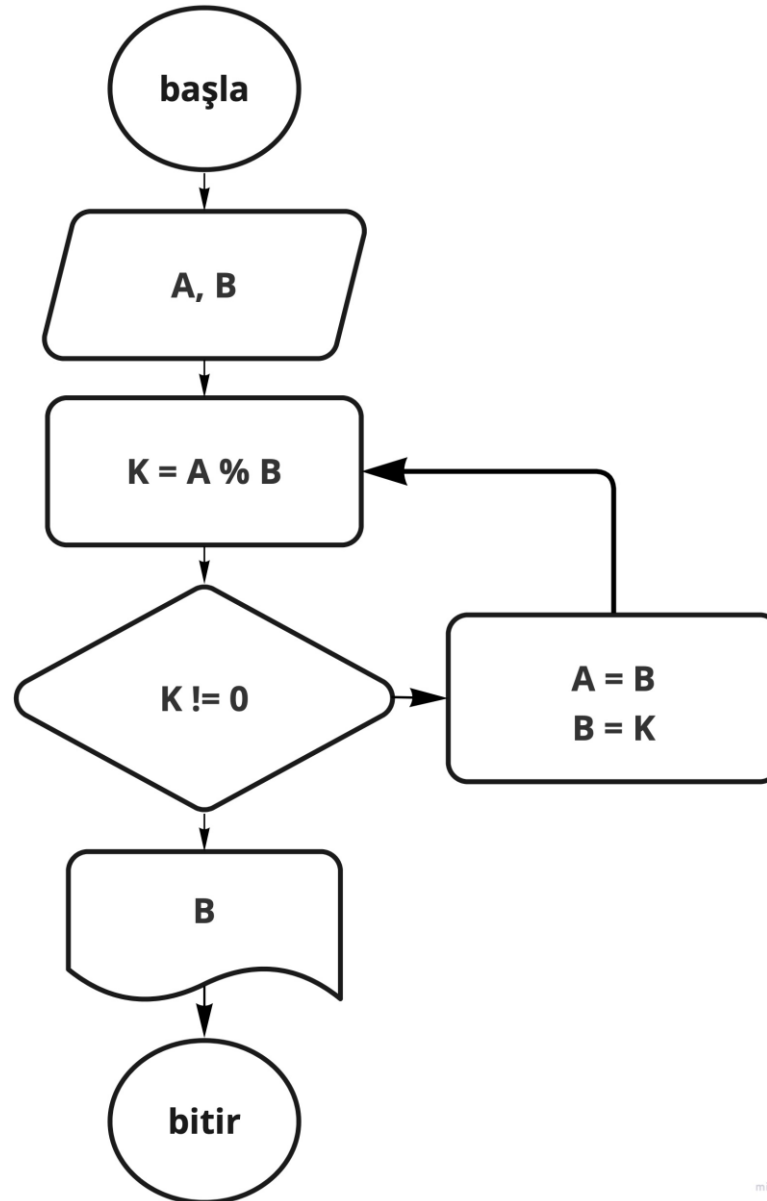 başla
A, B
K = A % B
K != 0
A = B
B = K
B
bitir